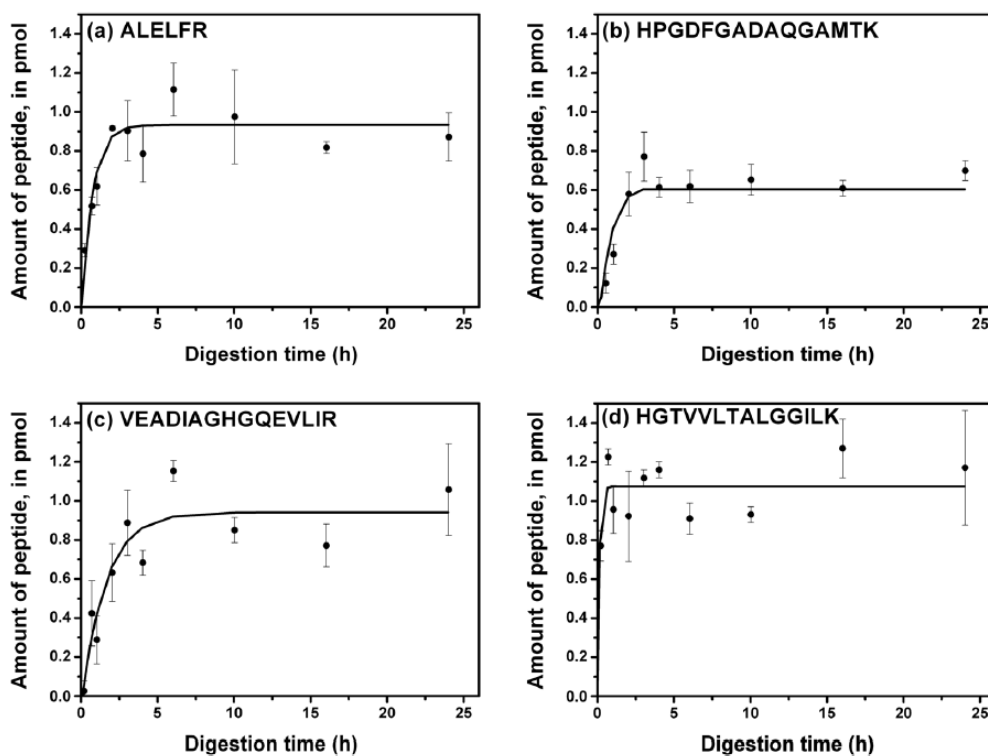 (a) ALELFR
Amount of peptide, in pmol
1.4
1.2
1.0
0.8
0.6
0.4
0.2
0.0
0 5 10 15 20 25
Digestion time (h)
(b) HPGDFGADAQGAMTK
Amount of peptide, in pmol
1.4
1.2
1.0
0.8
0.6
0.4
0.2
0.0
0 5 10 15 20 25
Digestion time (h)
(c) VEADIAGHGQEVLIR
Amount of peptide, in pmol
1.4
1.2
1.0
0.8
0.6
0.4
0.2
0.0
0 5 10 15 20 25
Digestion time (h)
(d) HGTVVLTALGGILK
Amount of peptide, in pmol
1.4
1.2
1.0
0.8
0.6
0.4
0.2
0.0
0 5 10 15 20 25
Digestion time (h)